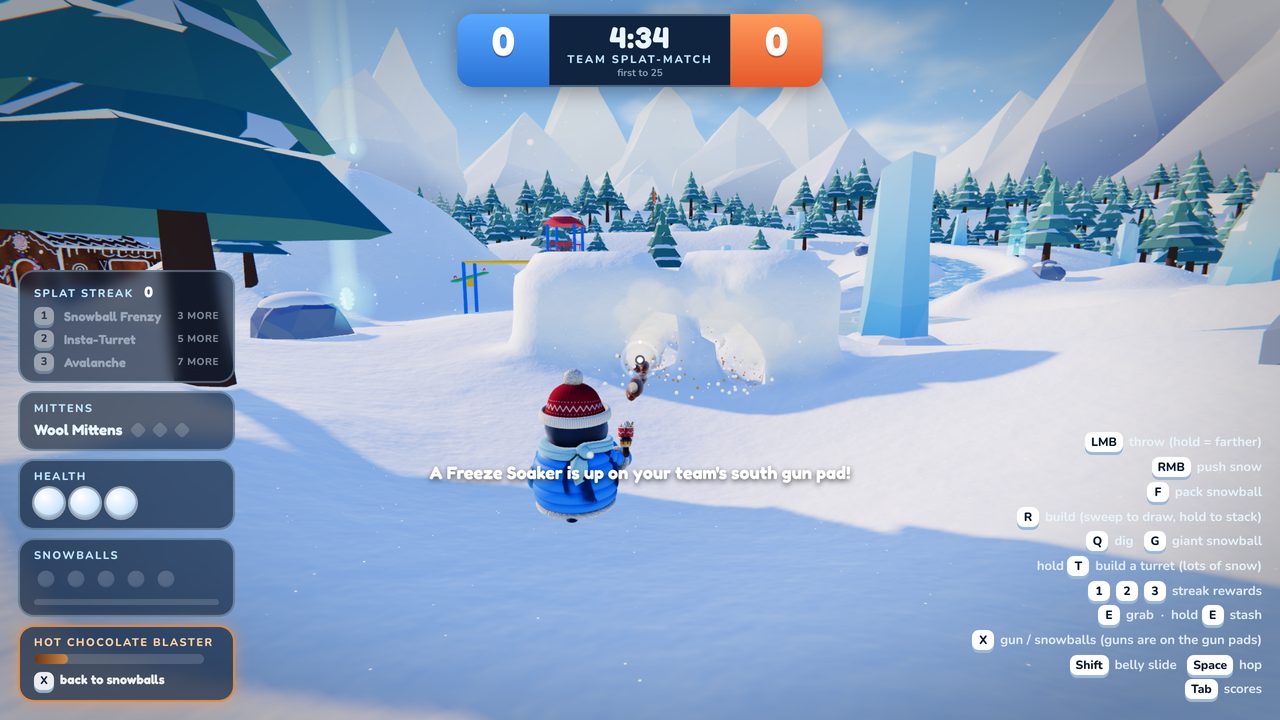 0
4:34
TEAM SPLAT-MATCH
first to 25
0
SPLAT STREAK 0
1 Snowball Frenzy 3 MORE
2 Insta-Turret 5 MORE
3 Avalanche 7 MORE
MITTENS
Wool Mittens
HEALTH
SNOWBALLS
HOT CHOCOLATE BLASTER
X back to snowballs
A Freeze Soaker is up on your team's south gun pad!
LMB throw (hold = farther)
RMB push snow
F pack snowball
R build (sweep to draw, hold to stack)
Q dig G giant snowball
hold T build a turret (lots of snow)
1 2 3 streak rewards
E grab · hold E stash
X gun / snowballs (guns are on the gun pads)
Shift belly slide Space hop
Tab scores